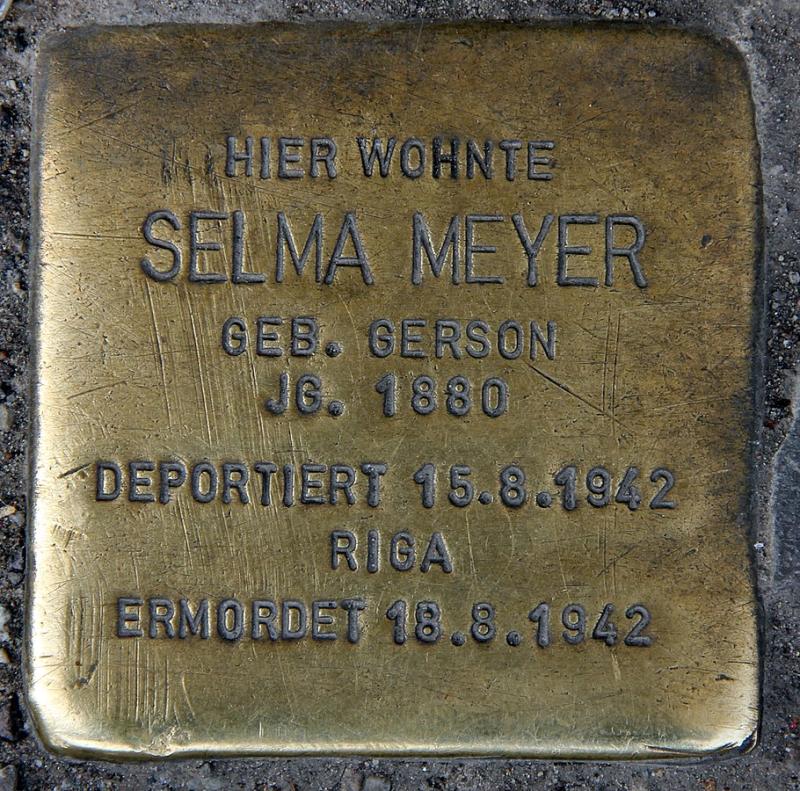 HIER WOHNTE
SELMA MEYER
GEB. GERSON
JG. 1880
DEPORTIERT 15.8.1942
RIGA
ERMORDET 18.8.1942